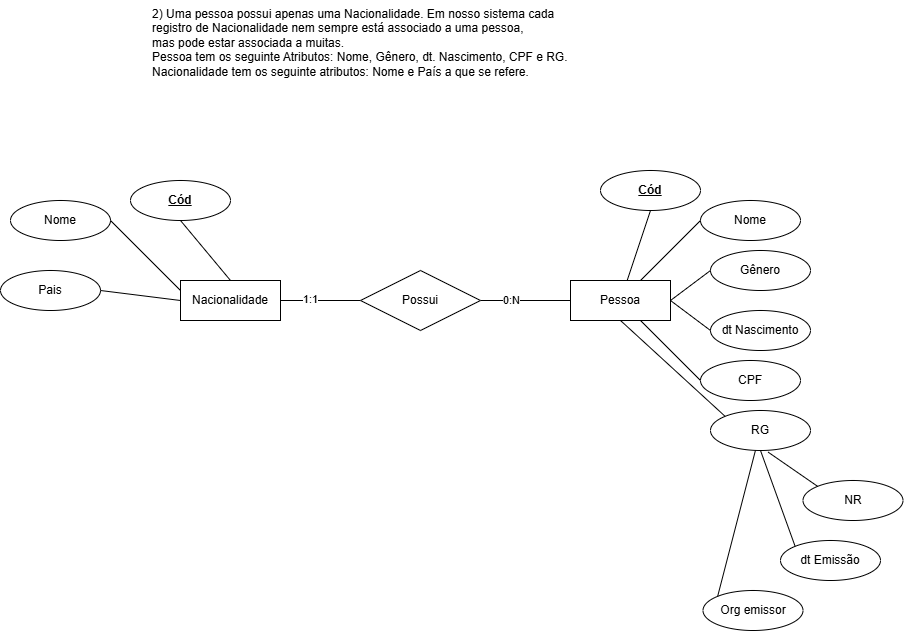 2) Uma pessoa possui apenas uma Nacionalidade. Em nosso sistema cada
registro de Nacionalidade nem sempre está associado a uma pessoa,
mas pode estar associada a muitas.
Pessoa tem os seguinte Atributos: Nome, Gênero, dt. Nascimento, CPF e RG.
Nacionalidade tem os seguinte atributos: Nome e País a que se refere.
Cód
Nome
Pais
Nacionalidade
1:1
Possui
0:N
Pessoa
Cód
Nome
Gênero
dt Nascimento
CPF
RG
NR
dt Emissão
Org emissor